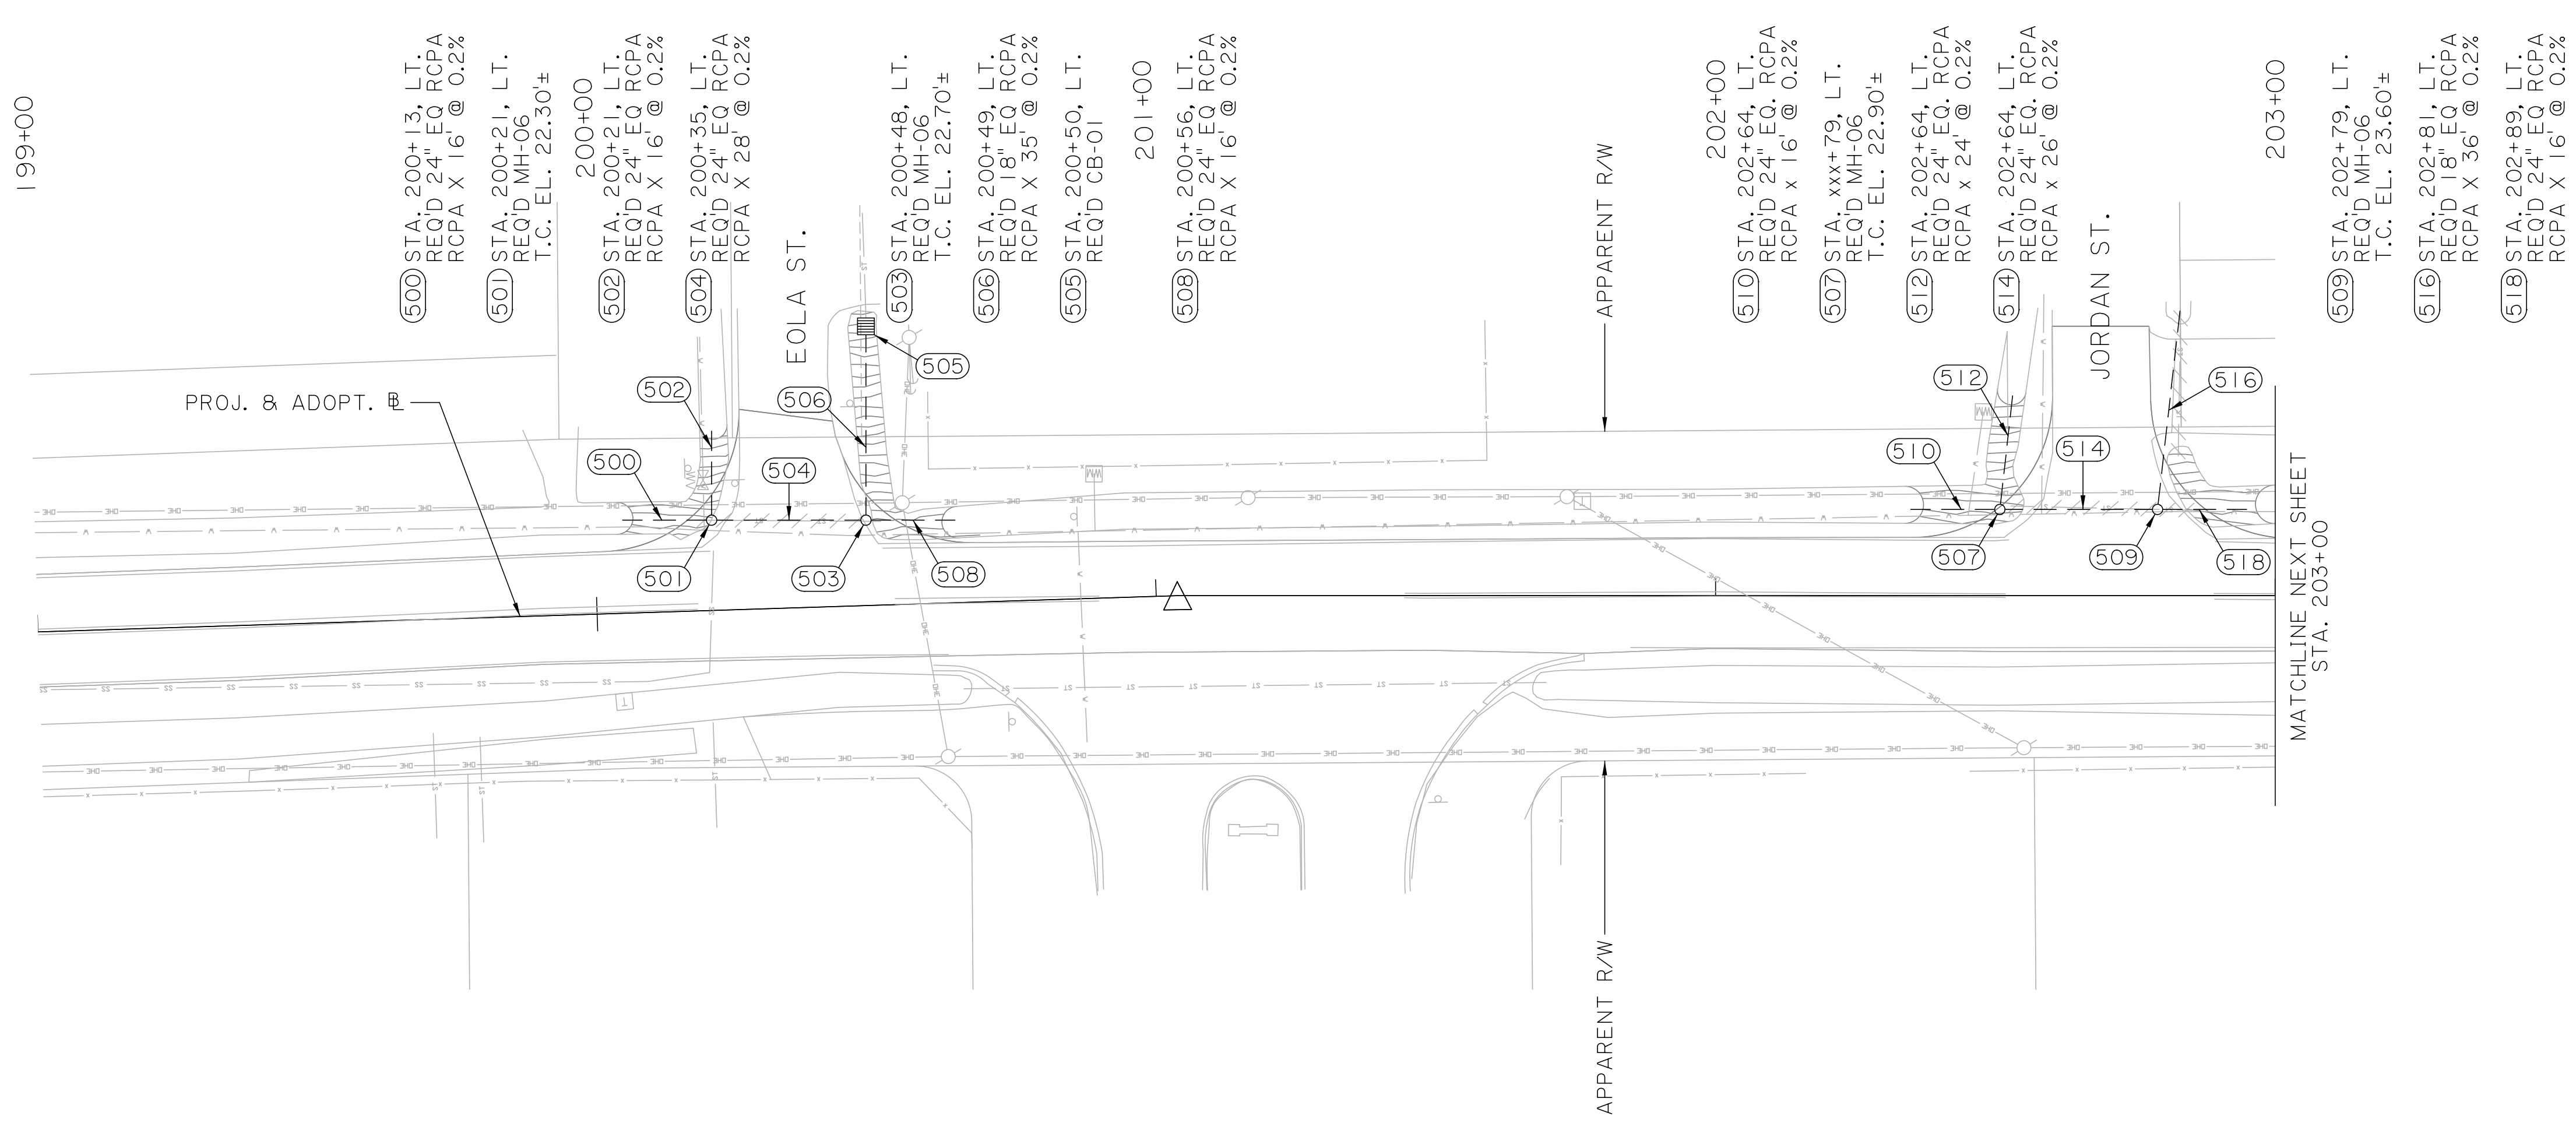 199+00
500 STA. 200+13, LT.
REQ'D 24" EQ RCPA
RCPA X 16' @ 0.2%
501 STA. 200+21, LT.
REQ'D MH-06
T.C. EL. 22.30'±
200+00
502 STA. 200+21, LT.
REQ'D 24" EQ RCPA
RCPA X 16' @ 0.2%
504 STA. 200+35, LT.
REQ'D 24" EQ RCPA
RCPA X 28' @ 0.2%
EOLA ST.
503 STA. 200+48, LT.
REQ'D MH-06
T.C. EL. 22.70'±
506 STA. 200+49, LT.
REQ'D 18" EQ RCPA
RCPA X 35' @ 0.2%
505 STA. 200+50, LT.
REQ'D CB-01
201+00
508 STA. 200+56, LT.
REQ'D 24" EQ RCPA
RCPA X 16' @ 0.2%
APPARENT R/W
202+00
510 STA. 202+64, LT.
REQ'D 24" EQ. RCPA
RCPA x 16' @ 0.2%
507 STA. xxx+79, LT.
REQ'D MH-06
T.C. EL. 22.90'±
512 STA. 202+64, LT.
REQ'D 24" EQ. RCPA
RCPA x 24' @ 0.2%
514 STA. 202+64, LT.
REQ'D 24" EQ. RCPA
RCPA x 26' @ 0.2%
JORDAN ST.
203+00
509 STA. 202+79, LT.
REQ'D MH-06
T.C. EL. 23.60'±
516 STA. 202+81, LT.
REQ'D 18" EQ RCPA
RCPA X 36' @ 0.2%
518 STA. 202+89, LT.
REQ'D 24" EQ RCPA
RCPA X 16' @ 0.2%
PROJ. & ADOPT. BL
502
506
505
500
504
501
503
508
512
516
510
514
507
509
518
MATCHLINE NEXT SHEET
STA. 203+00
APPARENT R/W